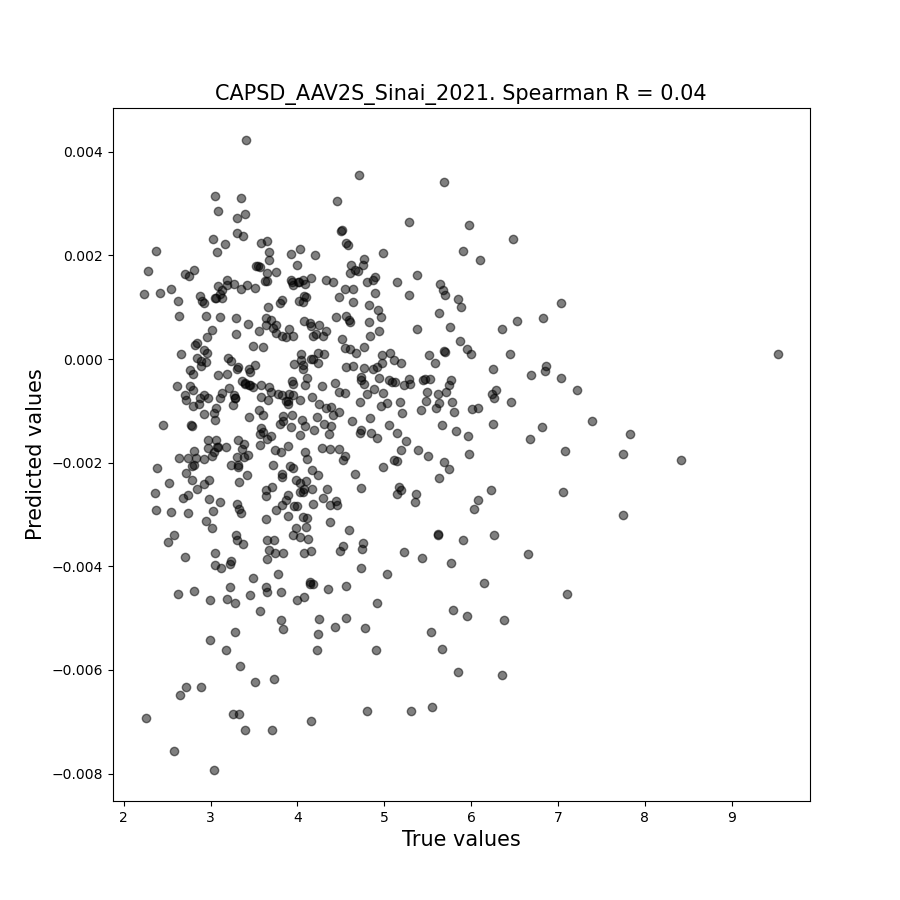 CAPSD_AAV2S_Sinai_2021. Spearman R = 0.04
Predicted values
0.004
0.002
0.000
−0.002
−0.004
−0.006
−0.008
2 3 4 5 6 7 8 9
True values